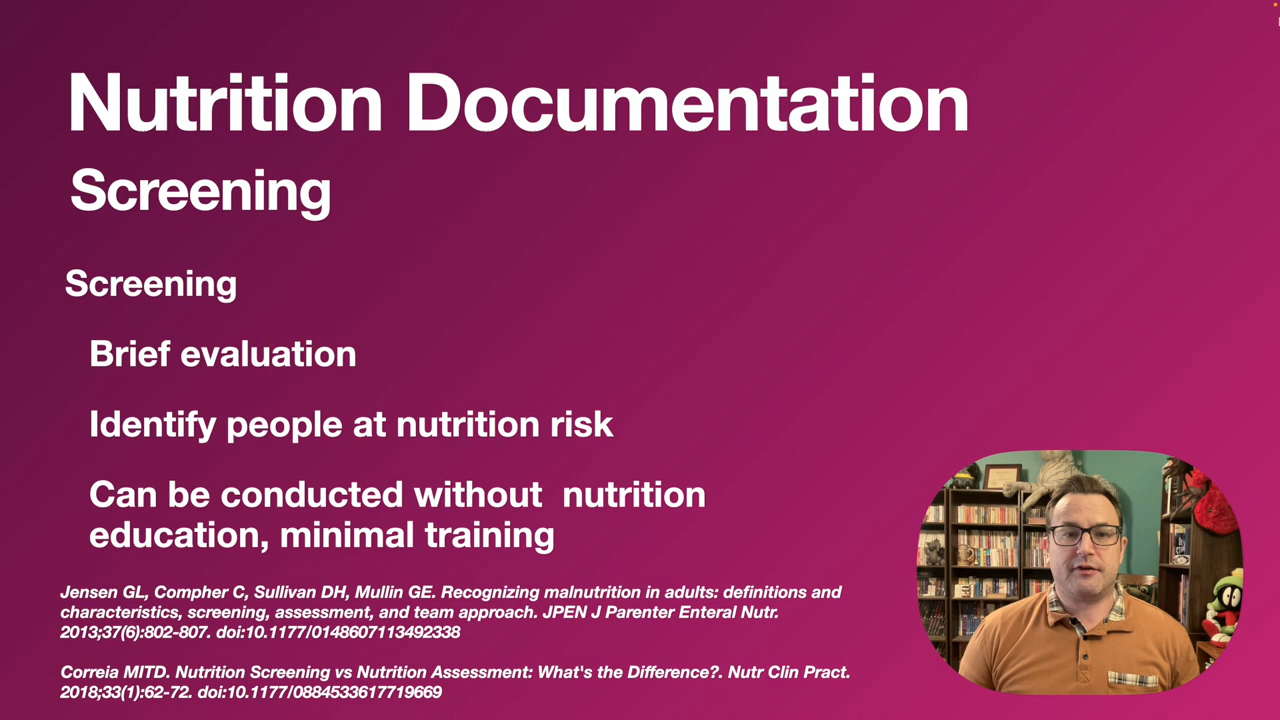 Nutrition Documentation
Screening
Screening
Brief evaluation
Identify people at nutrition risk
Can be conducted without  nutrition
education, minimal training
Jensen GL, Compher C, Sullivan DH, Mullin GE. Recognizing malnutrition in adults: definitions and
characteristics, screening, assessment, and team approach. JPEN J Parenter Enteral Nutr.
2013;37(6):802-807. doi:10.1177/0148607113492338
Correia MITD. Nutrition Screening vs Nutrition Assessment: What's the Difference?. Nutr Clin Pract.
2018;33(1):62-72. doi:10.1177/0884533617719669